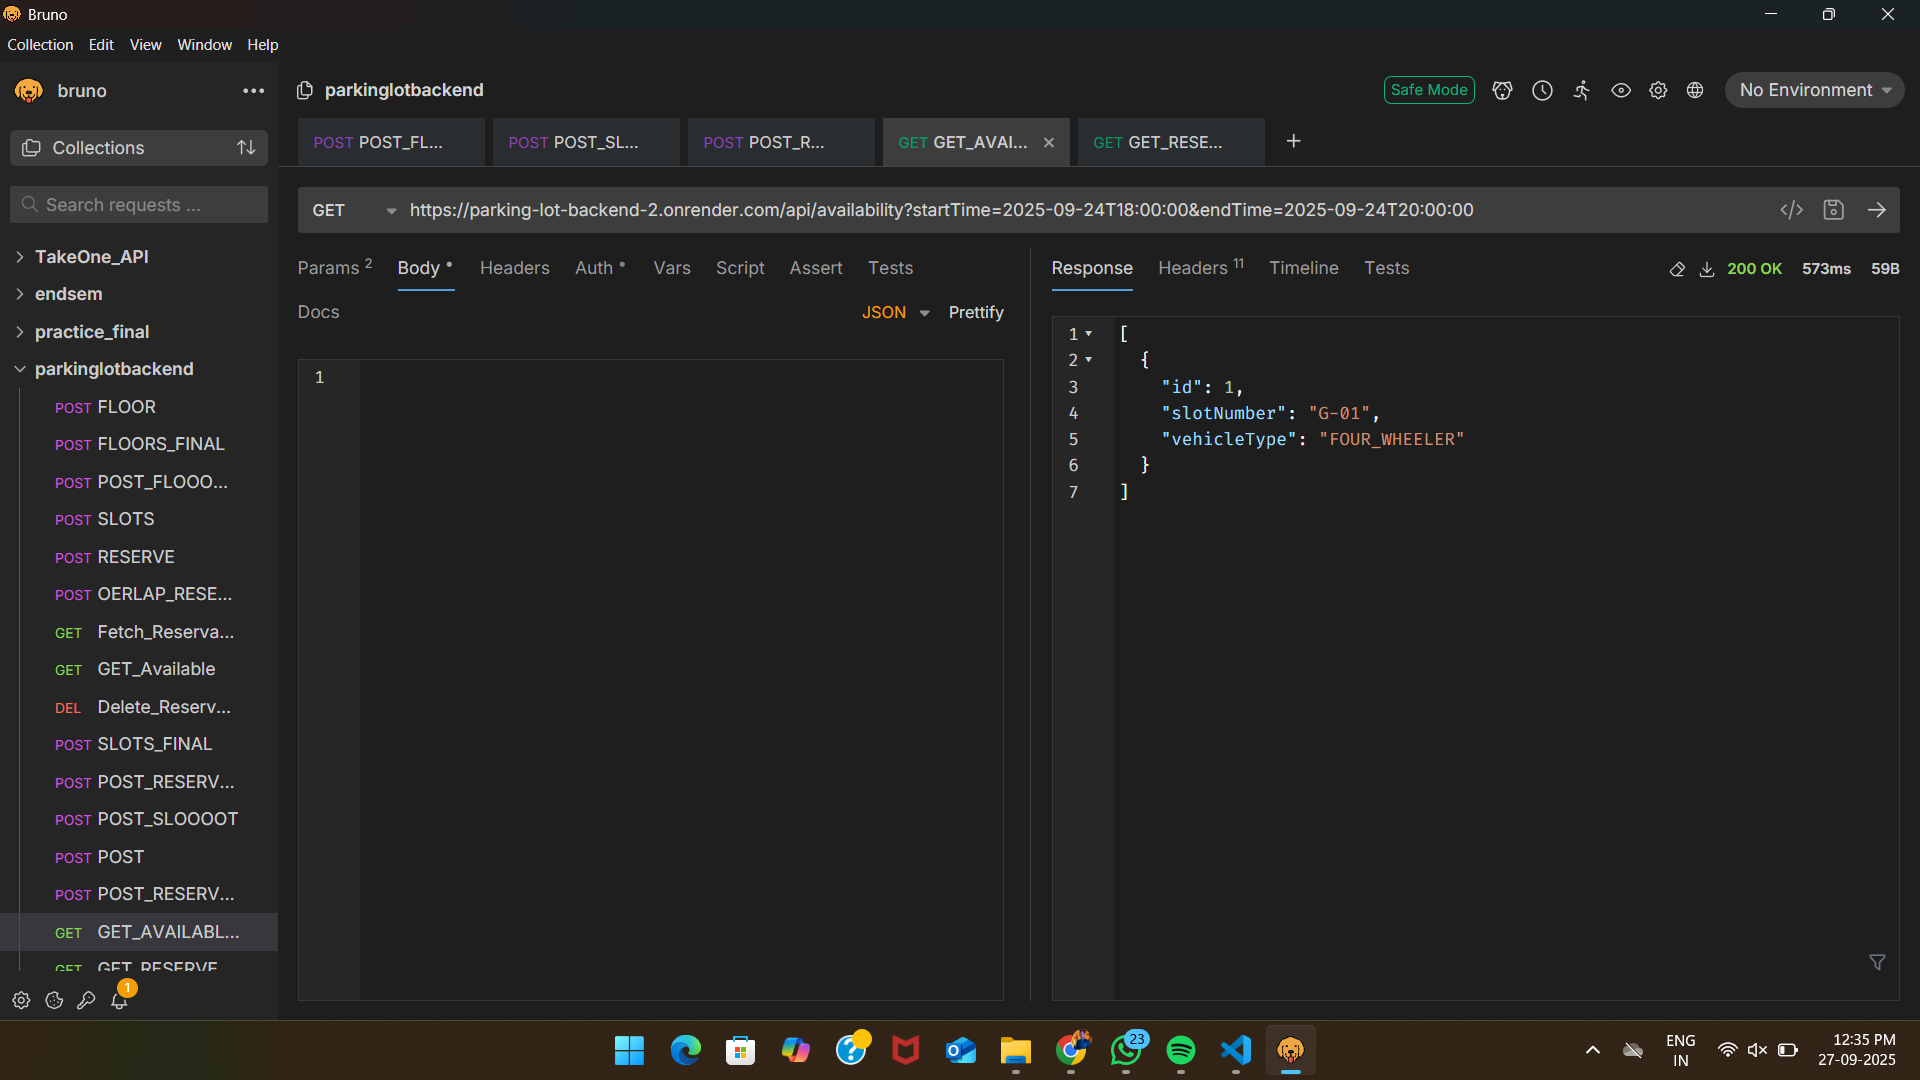 Bruno
Collection Edit View Window Help
bruno
parkinglotbackend
Safe Mode
No Environment
Collections
Search requests ...
TakeOne_API
endsem
practice_final
parkinglotbackend
POST FLOOR
POST FLOORS_FINAL
POST POST_FLOOO...
POST SLOTS
POST RESERVE
POST OERLAP_RESE...
GET Fetch_Reserva...
GET GET_Available
DEL Delete_Reserv...
POST SLOTS_FINAL
POST POST_RESERV...
POST POST_SLOOOOT
POST POST
POST POST_RESERV...
GET GET_AVAILABL...
GET GET_RESERVE
1
POST POST_FL...
POST POST_SL...
POST POST_R...
GET GET_AVAI...
GET GET_RESE...
GET https://parking-lot-backend-2.onrender.com/api/availability?startTime=2025-09-24T18:00:00&endTime=2025-09-24T20:00:00
Params 2 Body Headers Auth Vars Script Assert Tests
Docs
JSON Prettify
1
Response Headers 11 Timeline Tests
200 OK 573ms 59B
1 [
2 {
3 "id": 1,
4 "slotNumber": "G-01",
5 "vehicleType": "FOUR_WHEELER"
6 }
7 ]
23
ENG
IN
12:35 PM
27-09-2025